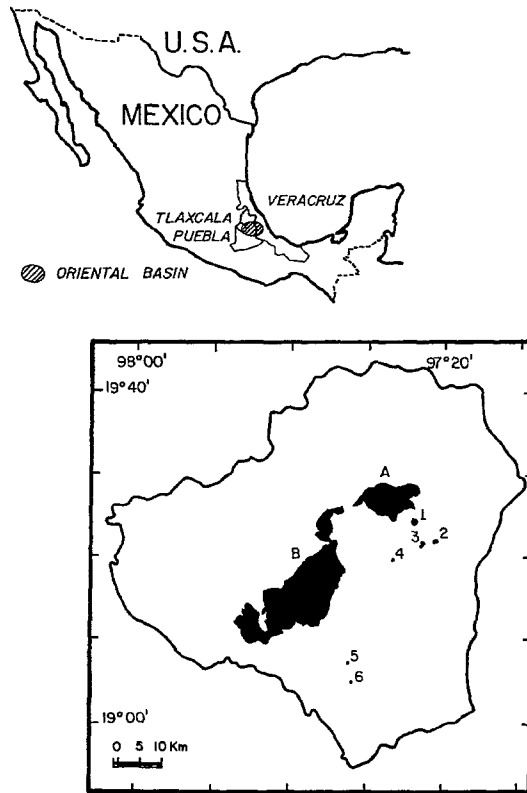 U.S.A.
MEXICO
VERACRUZ
TLAXCALA
PUEBLA
ORIENTAL BASIN
98°00' 97°20'
19°40'
A
1
3 2
4
B
5
6
19°00'
0 5 10 Km